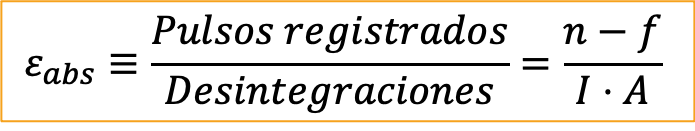 ε_abs ≡ Pulsos registrados / Desintegraciones = n − f / I · A